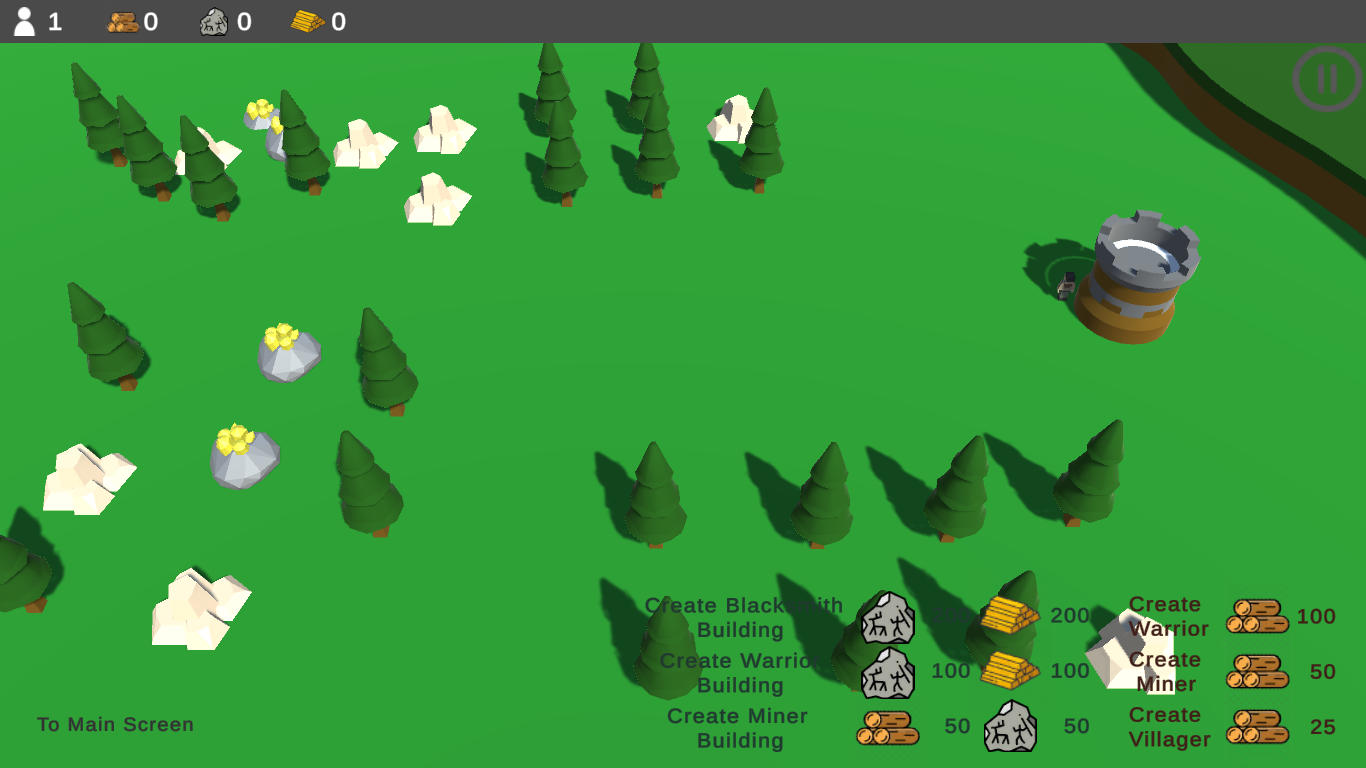 1 0 0 0
Create Blacksmith
Building
200
Create
Warrior
100
Create Warrior
Building
100 100
Create
Miner
50
Create Miner
Building
50 50
Create
Villager
25
To Main Screen